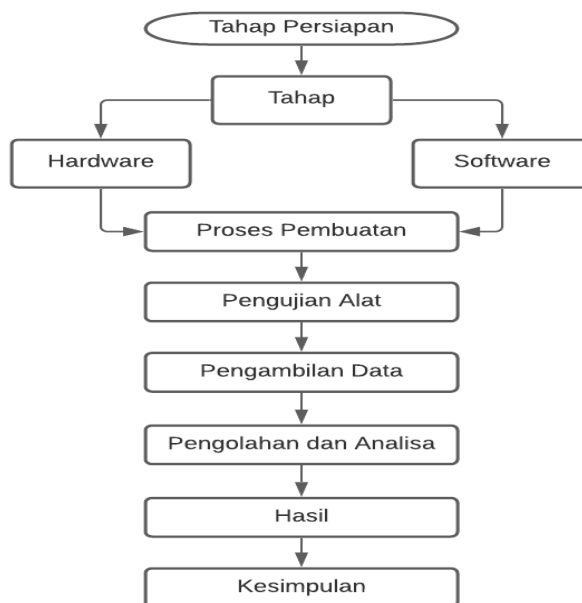 Tahap Persiapan
Tahap
Hardware
Software
Proses Pembuatan
Pengujian Alat
Pengambilan Data
Pengolahan dan Analisa
Hasil
Kesimpulan